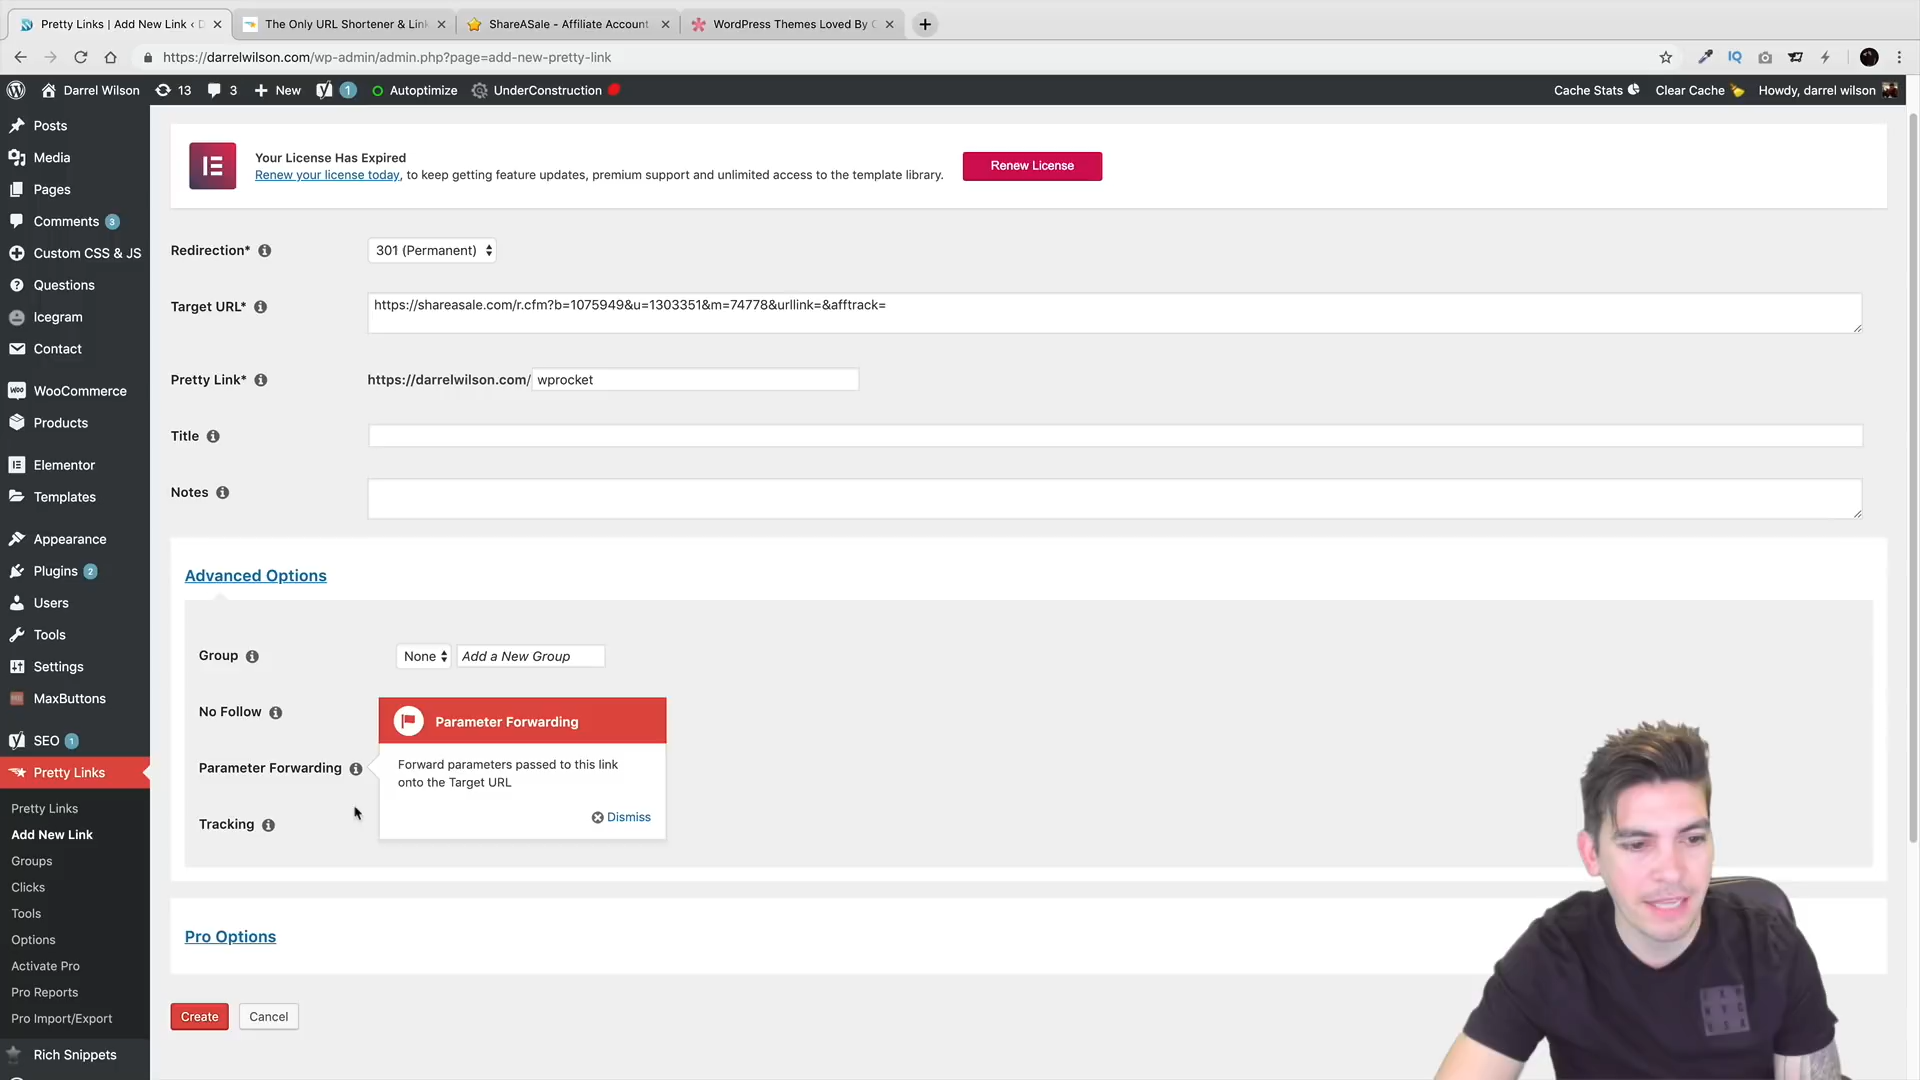 Pretty Links | Add New Link ‹ D
The Only URL Shortener & Link
ShareASale - Affiliate Account
WordPress Themes Loved By
https://darrelwilson.com/wp-admin/admin.php?page=add-new-pretty-link
IQ
Darrel Wilson
13
3
New
1
Autoptimize
UnderConstruction
Cache Stats
Clear Cache
Howdy, darrel wilson
Posts
Media
Pages
Comments 3
Custom CSS & JS
Questions
Icegram
Contact
WooCommerce
Products
Elementor
Templates
Appearance
Plugins 2
Users
Tools
Settings
MaxButtons
SEO 1
Pretty Links
Pretty Links
Add New Link
Groups
Clicks
Tools
Options
Activate Pro
Pro Reports
Pro Import/Export
Rich Snippets
Your License Has Expired
Renew your license today, to keep getting feature updates, premium support and unlimited access to the template library.
Renew License
Redirection*
301 (Permanent)
Target URL*
https://shareasale.com/r.cfm?b=1075949&u=1303351&m=74778&urllink=&afftrack=
Pretty Link*
https://darrelwilson.com/ wprocket
Title
Notes
Advanced Options
Group
None
Add a New Group
No Follow
Parameter Forwarding
Tracking
Parameter Forwarding
Forward parameters passed to this link
onto the Target URL
Dismiss
Pro Options
Create
Cancel